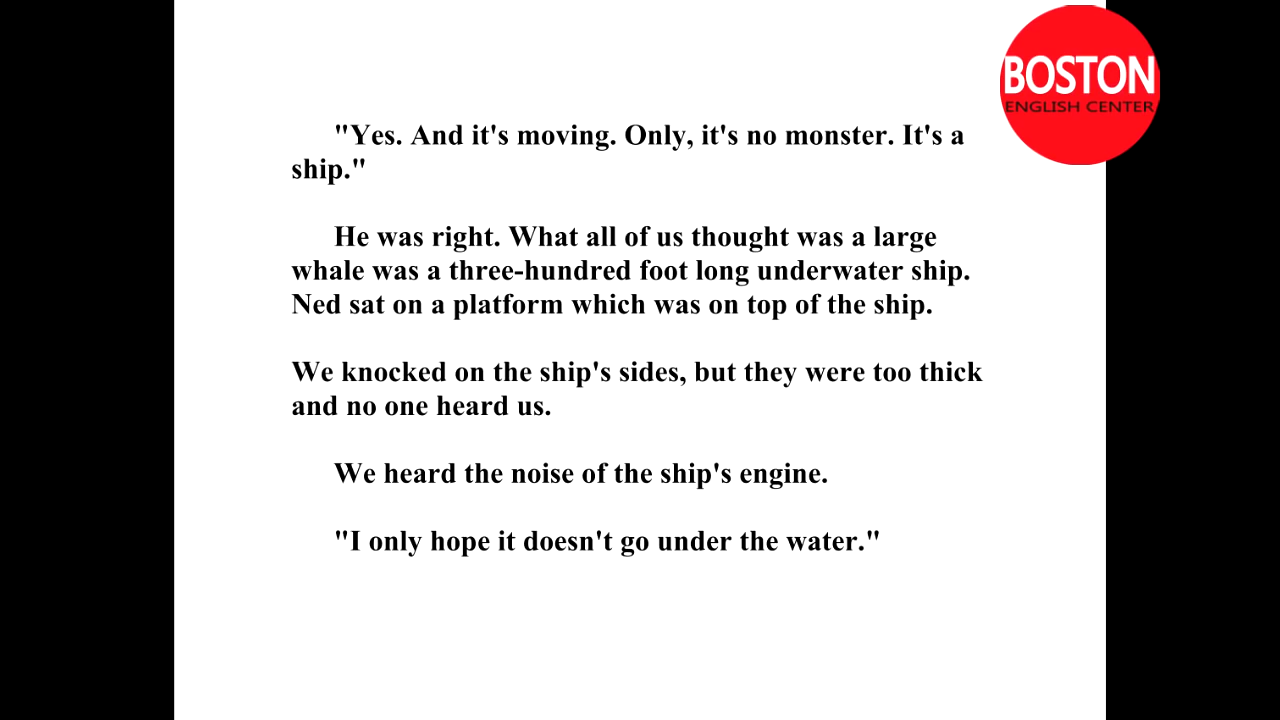 BOSTON
ENGLISH CENTER
"Yes. And it's moving. Only, it's no monster. It's a
ship."
He was right. What all of us thought was a large
whale was a three-hundred foot long underwater ship.
Ned sat on a platform which was on top of the ship.
We knocked on the ship's sides, but they were too thick
and no one heard us.
We heard the noise of the ship's engine.
"I only hope it doesn't go under the water."